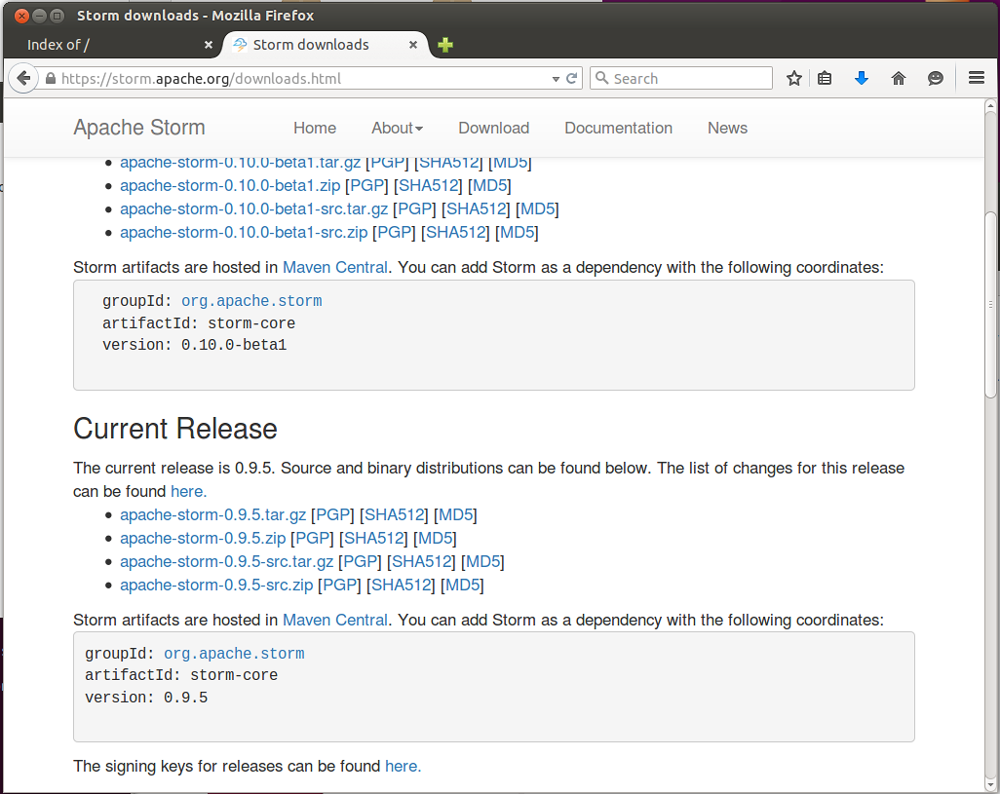 Storm downloads - Mozilla Firefox
Index of / × Storm downloads ×
https://storm.apache.org/downloads.html Search
Apache Storm Home About Download Documentation News
apache-storm-0.10.0-beta1.tar.gz [PGP] [SHA512] [MD5]
apache-storm-0.10.0-beta1.zip [PGP] [SHA512] [MD5]
apache-storm-0.10.0-beta1-src.tar.gz [PGP] [SHA512] [MD5]
apache-storm-0.10.0-beta1-src.zip [PGP] [SHA512] [MD5]
Storm artifacts are hosted in Maven Central. You can add Storm as a dependency with the following coordinates:
groupId: org.apache.storm
artifactId: storm-core
version: 0.10.0-beta1
Current Release
The current release is 0.9.5. Source and binary distributions can be found below. The list of changes for this release
can be found here.
apache-storm-0.9.5.tar.gz [PGP] [SHA512] [MD5]
apache-storm-0.9.5.zip [PGP] [SHA512] [MD5]
apache-storm-0.9.5-src.tar.gz [PGP] [SHA512] [MD5]
apache-storm-0.9.5-src.zip [PGP] [SHA512] [MD5]
Storm artifacts are hosted in Maven Central. You can add Storm as a dependency with the following coordinates:
groupId: org.apache.storm
artifactId: storm-core
version: 0.9.5
The signing keys for releases can be found here.